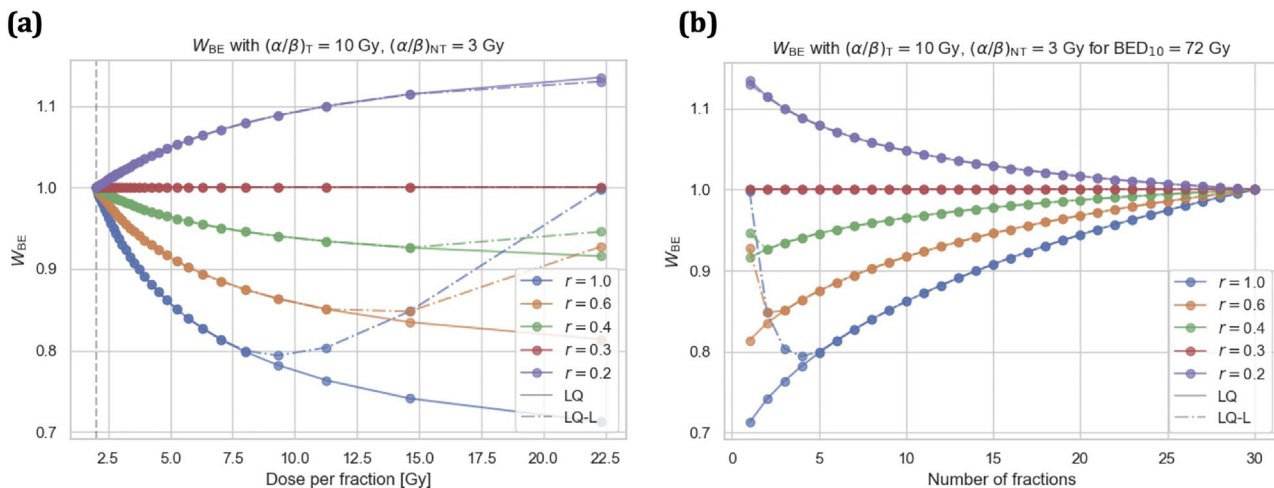 (a)
W_BE with (α/β)_T = 10 Gy, (α/β)_NT = 3 Gy
W_BE
1.1
1.0
0.9
0.8
0.7
r = 1.0
r = 0.6
r = 0.4
r = 0.3
r = 0.2
LQ
LQ-L
2.5 5.0 7.5 10.0 12.5 15.0 17.5 20.0 22.5
Dose per fraction [Gy]
(b)
W_BE with (α/β)_T = 10 Gy, (α/β)_NT = 3 Gy for BED_10 = 72 Gy
W_BE
1.1
1.0
0.9
0.8
0.7
r = 1.0
r = 0.6
r = 0.4
r = 0.3
r = 0.2
LQ
LQ-L
0 5 10 15 20 25 30
Number of fractions